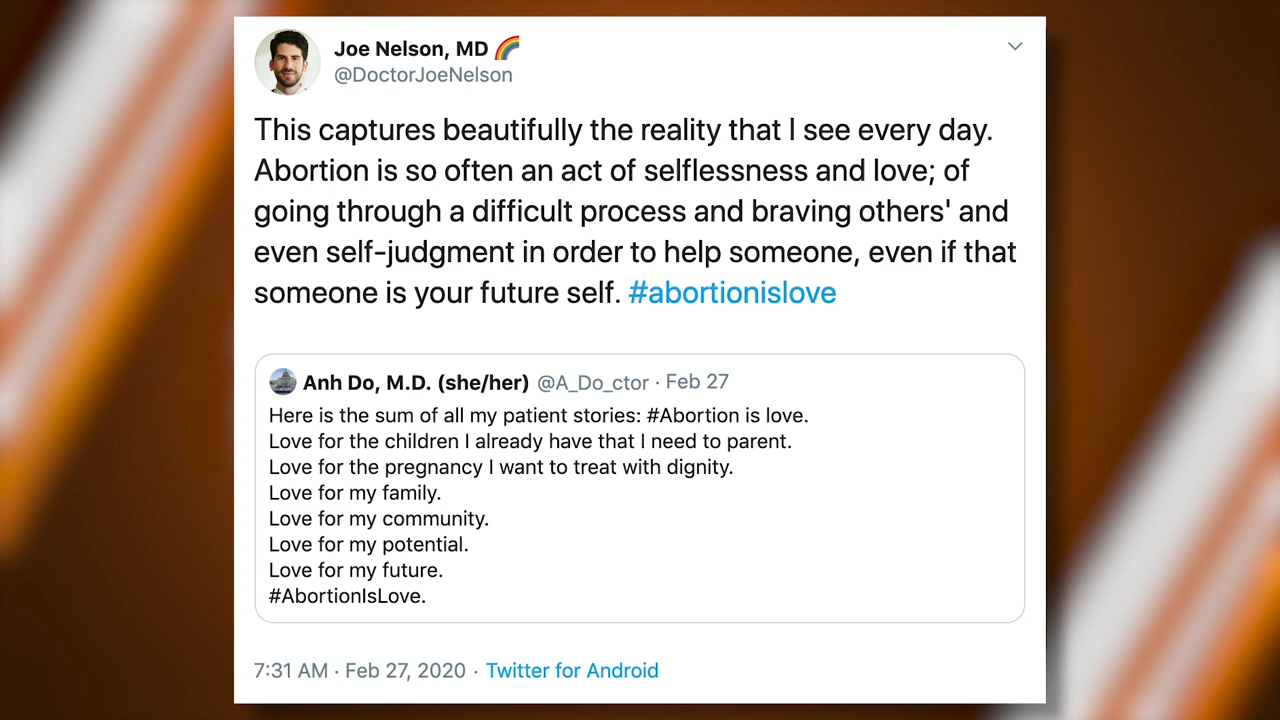 Joe Nelson, MD 🌈
@DoctorJoeNelson
This captures beautifully the reality that I see every day.
Abortion is so often an act of selflessness and love; of
going through a difficult process and braving others' and
even self-judgment in order to help someone, even if that
someone is your future self. #abortionislove
Anh Do, M.D. (she/her) @A_Do_ctor · Feb 27
Here is the sum of all my patient stories: #Abortion is love.
Love for the children I already have that I need to parent.
Love for the pregnancy I want to treat with dignity.
Love for my family.
Love for my community.
Love for my potential.
Love for my future.
#AbortionIsLove.
7:31 AM · Feb 27, 2020 · Twitter for Android